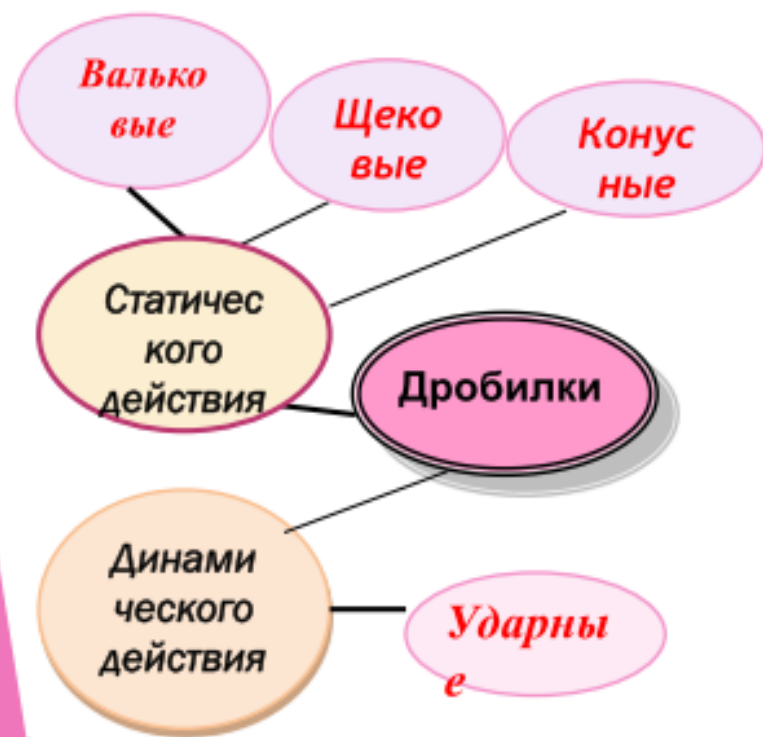 Валько
вые
Щеко
вые
Конус
ные
Статичес
кого
действия
Дробилки
Динами
ческого
действия
Ударны
е